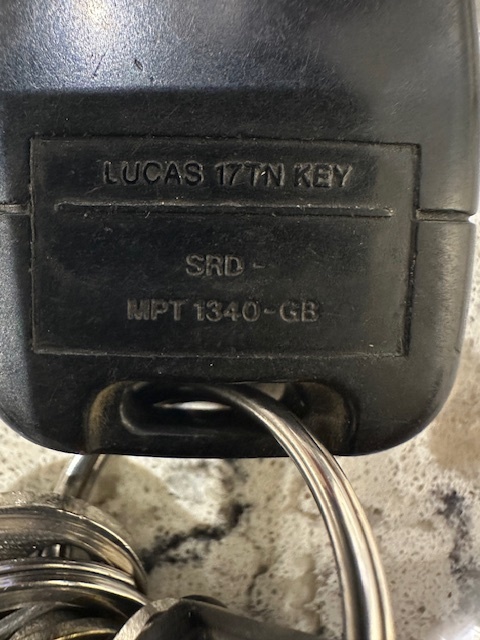 LUCAS 17TN KEY
SRD -
MPT 1340-GB